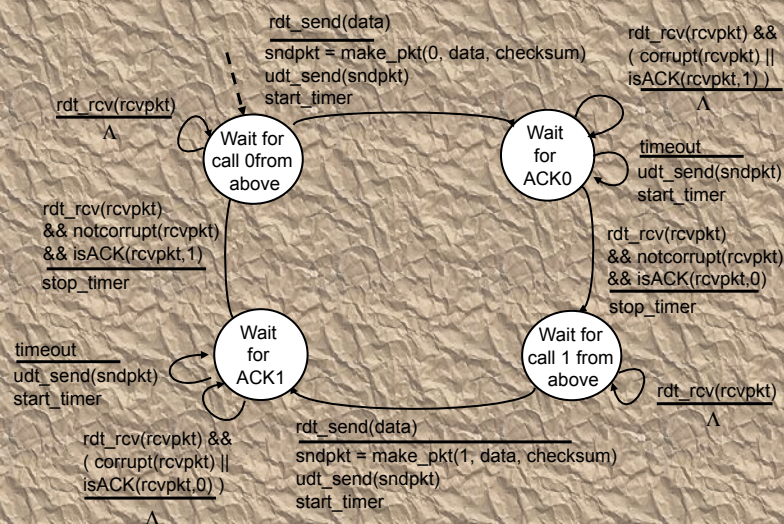 rdt_send(data)
sndpkt = make_pkt(0, data, checksum)
udt_send(sndpkt)
start_timer
rdt_rcv(rcvpkt) &&
( corrupt(rcvpkt) ||
isACK(rcvpkt,1) )
Λ
rdt_rcv(rcvpkt)
Λ
Wait for
call 0from
above
Wait
for
ACK0
timeout
udt_send(sndpkt)
start_timer
rdt_rcv(rcvpkt)
&& notcorrupt(rcvpkt)
&& isACK(rcvpkt,1)
stop_timer
rdt_rcv(rcvpkt)
&& notcorrupt(rcvpkt)
&& isACK(rcvpkt,0)
stop_timer
timeout
udt_send(sndpkt)
start_timer
Wait
for
ACK1
Wait for
call 1 from
above
rdt_rcv(rcvpkt)
Λ
rdt_rcv(rcvpkt) &&
( corrupt(rcvpkt) ||
isACK(rcvpkt,0) )
Λ
rdt_send(data)
sndpkt = make_pkt(1, data, checksum)
udt_send(sndpkt)
start_timer